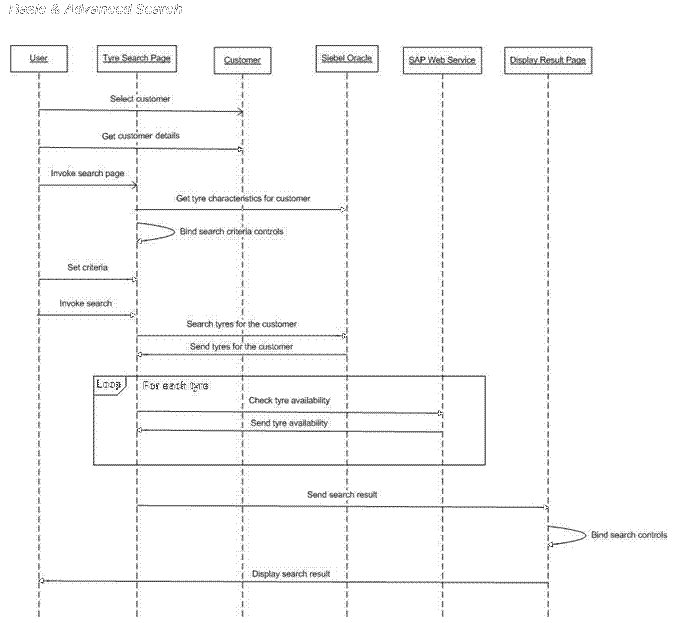 Basic & Advanced Search
User
Tyre Search Page
Customer
Siebel Oracle
SAP Web Service
Display Result Page
Select customer
Get customer details
Invoke search page
Get tyre characteristics for customer
Bind search criteria controls
Set criteria
Invoke search
Search tyres for the customer
Send tyres for the customer
Loop
For each tyre
Check tyre availability
Send tyre availability
Send search result
Bind search controls
Display search result